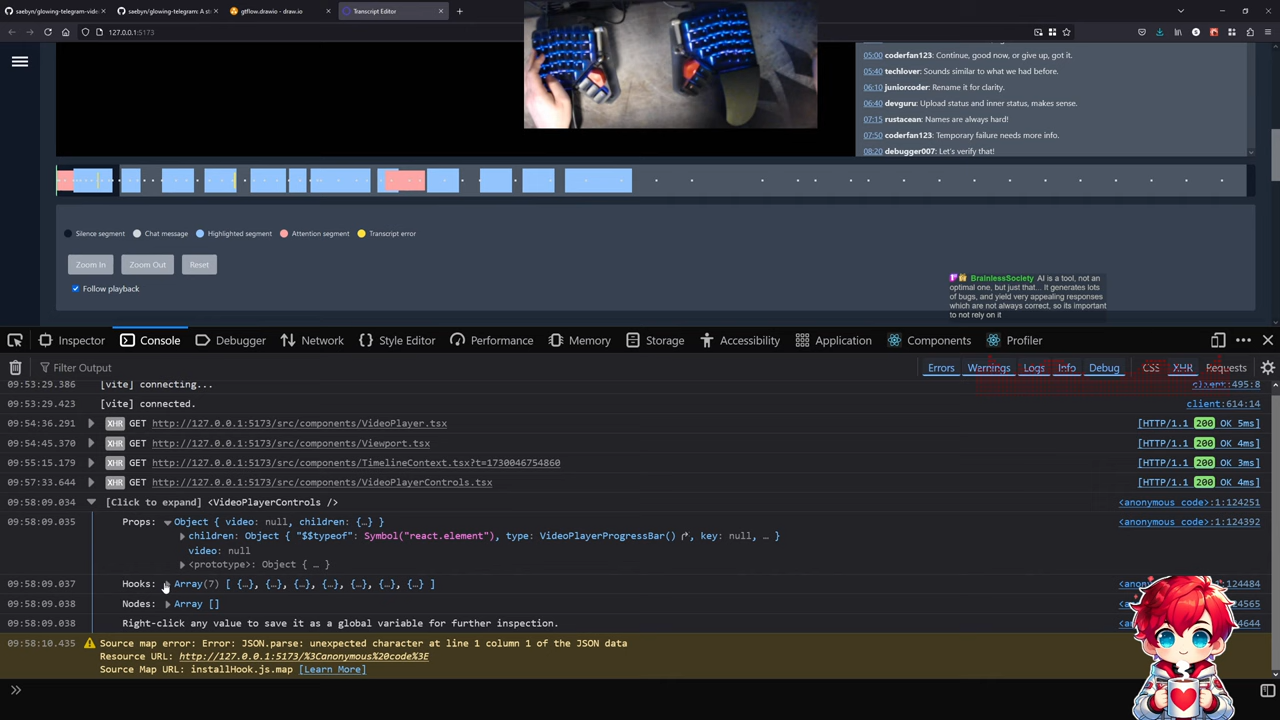 saebyn/glowing-telegram-vide
saebyn/glowing-telegram: A st
gtflow.drawio - draw.io
Transcript Editor
127.0.0.1:5173
05:00 coderfan123: Continue, good now, or give up, got it.
05:40 techlover: Sounds similar to what we had before.
06:10 juniorcoder: Rename it for clarity.
06:40 devguru: Upload status and inner status, makes sense.
07:15 rustacean: Names are always hard!
07:50 coderfan123: Temporary failure needs more info.
08:20 debugger007: Let's verify that!
Silence segment Chat message Highlighted segment Attention segment Transcript error
Zoom In Zoom Out Reset
Follow playback
BrainlessSociety AI is a tool, not an
optimal one, but just that... It generates lots
of bugs, and yield very appealing responses
which are not always correct, so its important
to not rely on it
Inspector Console Debugger Network Style Editor Performance Memory Storage Accessibility Application Components Profiler
Filter Output Errors Warnings Logs Info Debug CSS XHR Requests
09:53:29.386 [vite] connecting... client:495:8
09:53:29.423 [vite] connected. client:614:14
09:54:36.291 XHR GET http://127.0.0.1:5173/src/components/VideoPlayer.tsx [HTTP/1.1 200 OK 5ms]
09:54:45.370 XHR GET http://127.0.0.1:5173/src/components/Viewport.tsx [HTTP/1.1 200 OK 4ms]
09:55:15.179 XHR GET http://127.0.0.1:5173/src/components/TimelineContext.tsx?t=1730046754860 [HTTP/1.1 200 OK 3ms]
09:57:33.644 XHR GET http://127.0.0.1:5173/src/components/VideoPlayerControls.tsx [HTTP/1.1 200 OK 4ms]
09:58:09.034 [Click to expand] <VideoPlayerControls /> <anonymous code>:1:124251
09:58:09.035 Props: Object { video: null, children: {…} } <anonymous code>:1:124392
children: Object { "$$typeof": Symbol("react.element"), type: VideoPlayerProgressBar(), key: null, … }
video: null
<prototype>: Object { … }
09:58:09.037 Hooks: Array(7) [ {…}, {…}, {…}, {…}, {…}, {…}, {…} ] <anon 24484
09:58:09.038 Nodes: Array [] 24565
09:58:09.038 Right-click any value to save it as a global variable for further inspection. 24644
09:58:10.435 Source map error: Error: JSON.parse: unexpected character at line 1 column 1 of the JSON data
Resource URL: http://127.0.0.1:5173/%3Canonymous%20code%3E
Source Map URL: installHook.js.map [Learn More]